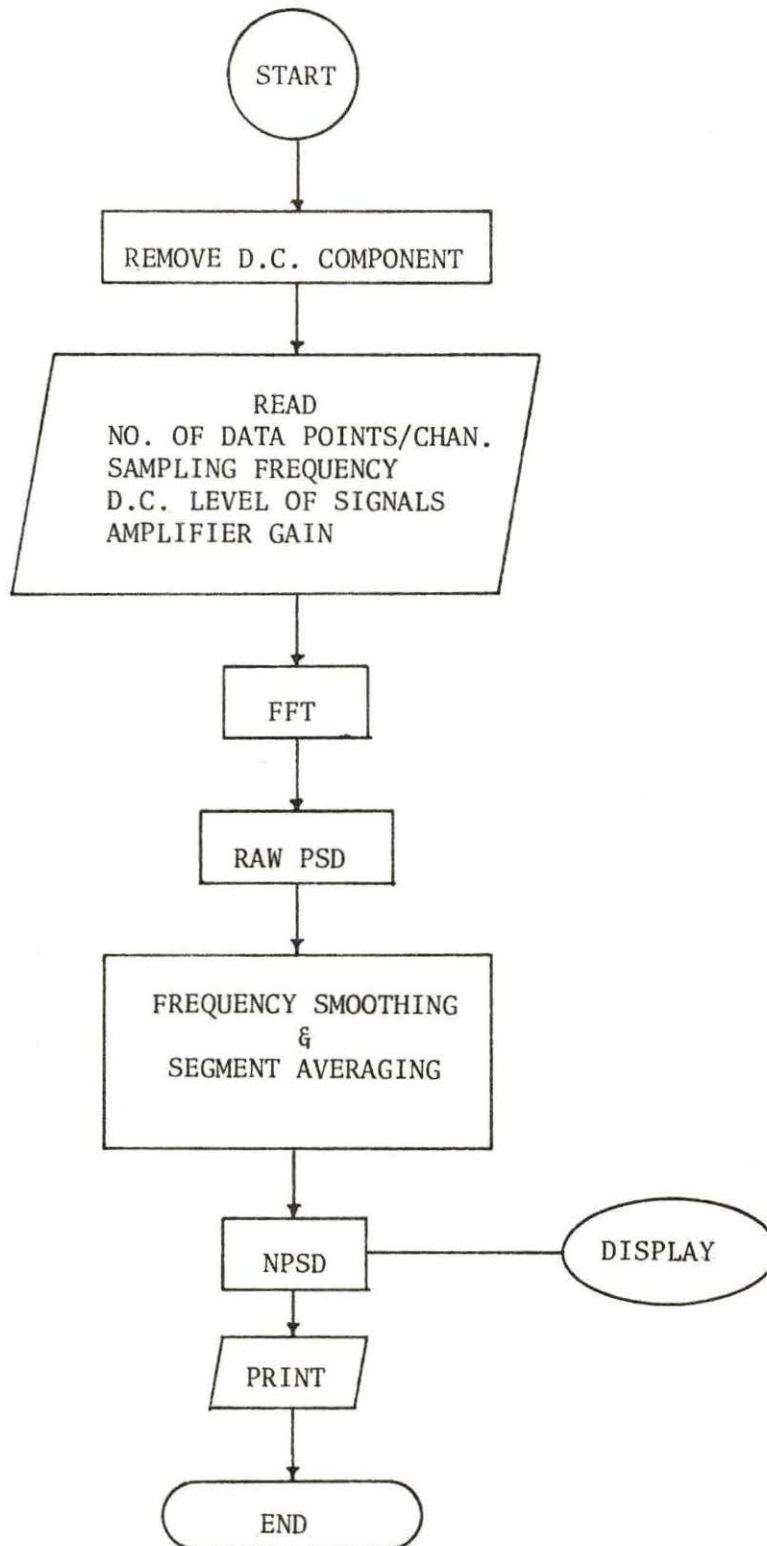 START
REMOVE D.C. COMPONENT
READ
NO. OF DATA POINTS/CHAN.
SAMPLING FREQUENCY
D.C. LEVEL OF SIGNALS
AMPLIFIER GAIN
FFT
RAW PSD
FREQUENCY SMOOTHING
&
SEGMENT AVERAGING
NPSD
DISPLAY
PRINT
END